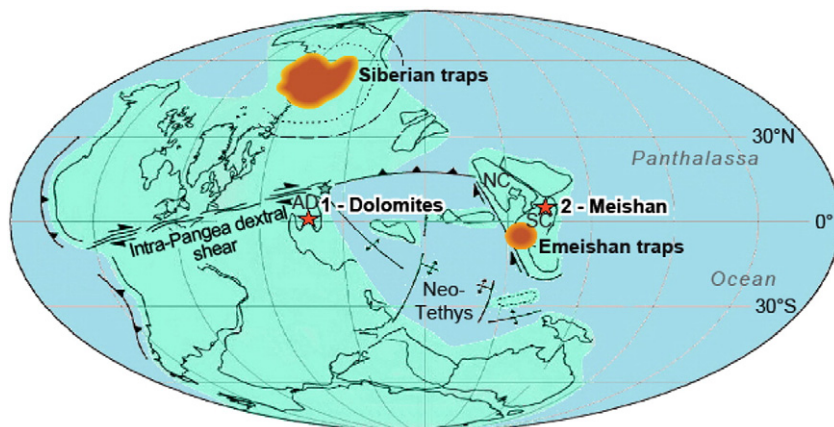 Siberian traps
30°N
Panthalassa
NC
AD
1 - Dolomites
2 - Meishan
SC
0°
Intra-Pangea dextral
shear
Emeishan traps
Ocean
Neo-
Tethys
30°S